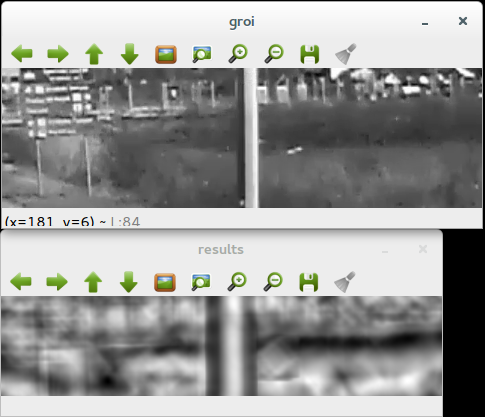 groi
(x=181, y=6) ~ L:84
results